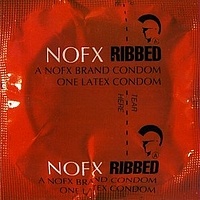 NOFX RIBBED
A NOFX BRAND CONDOM
ONE LATEX CONDOM
TEAR
HERE
NOFX RIBBED
A NOFX BRAND CONDOM
ONE LATEX CONDOM